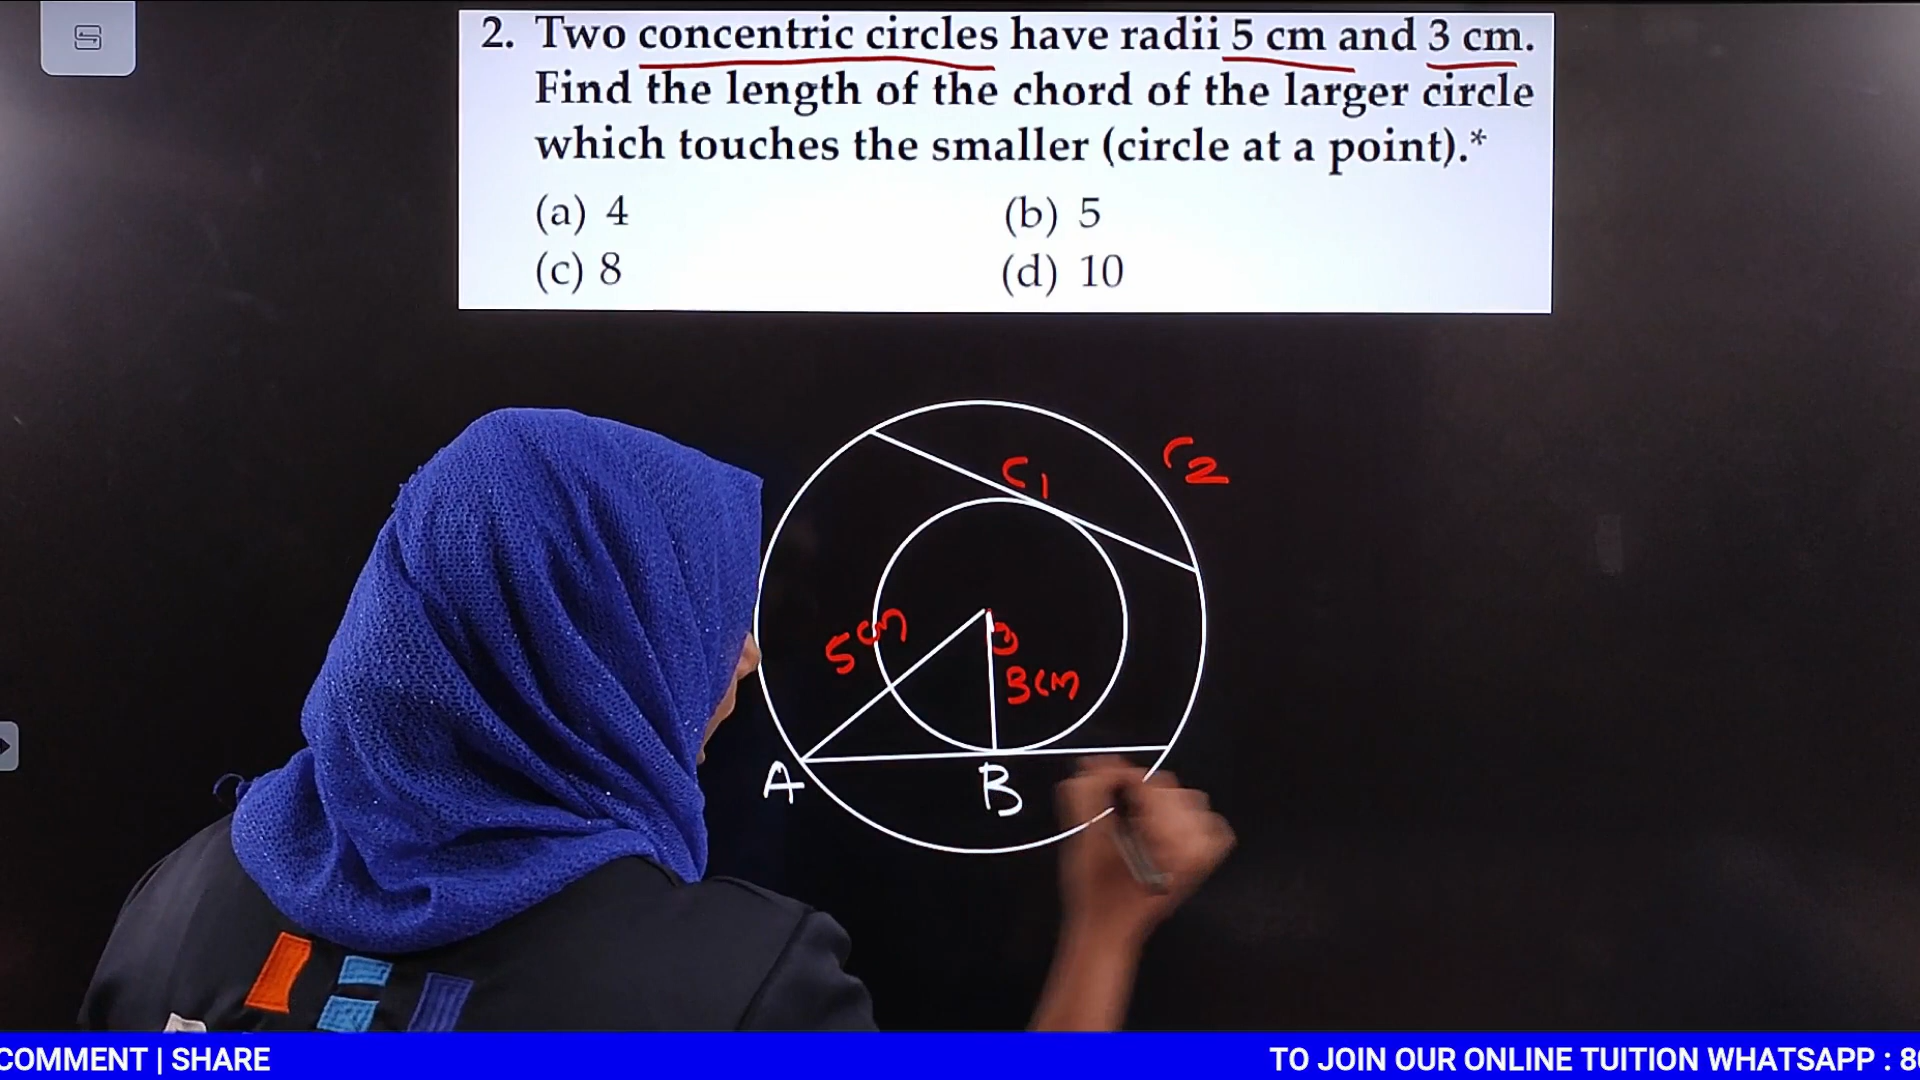 2. Two concentric circles have radii 5 cm and 3 cm.
Find the length of the chord of the larger circle
which touches the smaller (circle at a point).*
(a) 4
(b) 5
(c) 8
(d) 10
C1
C2
5cm
3
3cm
A
B
COMMENT | SHARE
TO JOIN OUR ONLINE TUITION WHATSAPP : 8